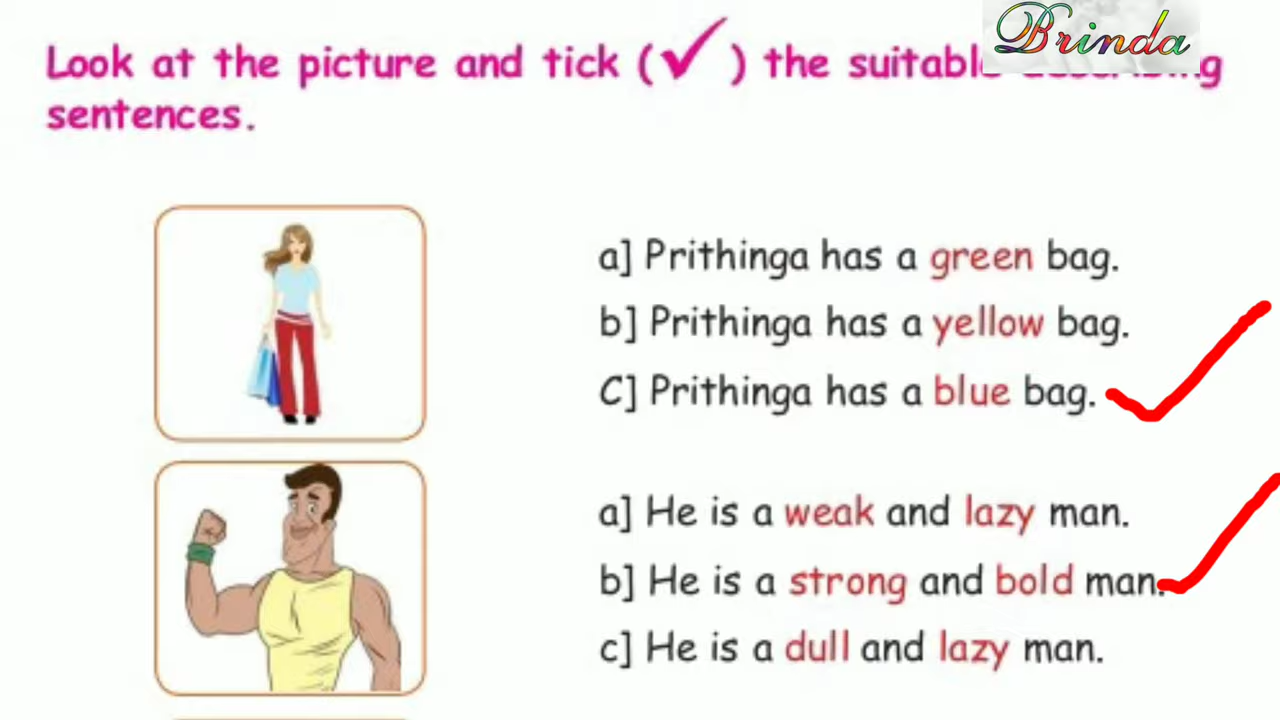 Brinda
Look at the picture and tick (✓) the suitable
sentences.
a] Prithinga has a green bag.
b] Prithinga has a yellow bag.
C] Prithinga has a blue bag.
a] He is a weak and lazy man.
b] He is a strong and bold man.
c] He is a dull and lazy man.